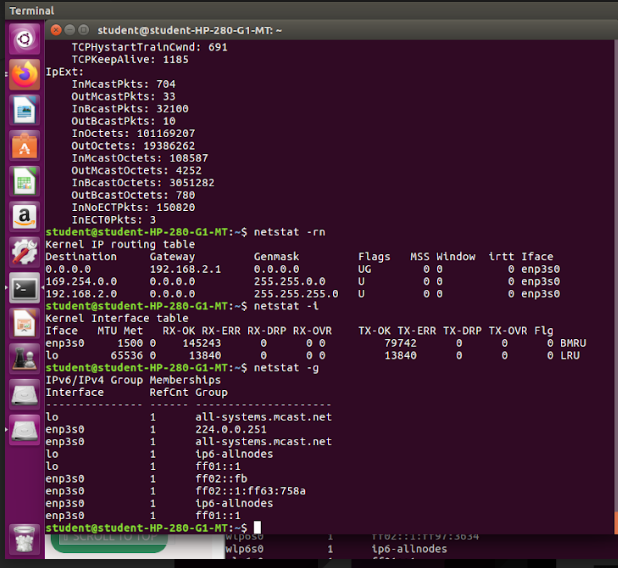 Terminal
student@student-HP-280-G1-MT: ~
TCPHystartTrainCwnd: 691
TCPKeepAlive: 1185
IpExt:
InMcastPkts: 704
OutMcastPkts: 33
InBcastPkts: 32100
OutBcastPkts: 10
InOctets: 101169207
OutOctets: 19386262
InMcastOctets: 108587
OutMcastOctets: 4252
InBcastOctets: 3051282
OutBcastOctets: 780
InNoECTPkts: 150820
InECT0Pkts: 3
student@student-HP-280-G1-MT:~$ netstat -rn
Kernel IP routing table
Destination Gateway Genmask Flags MSS Window irtt Iface
0.0.0.0 192.168.2.1 0.0.0.0 UG 0 0 0 enp3s0
169.254.0.0 0.0.0.0 255.255.0.0 U 0 0 0 enp3s0
192.168.2.0 0.0.0.0 255.255.255.0 U 0 0 0 enp3s0
student@student-HP-280-G1-MT:~$ netstat -i
Kernel Interface table
Iface MTU Met RX-OK RX-ERR RX-DRP RX-OVR TX-OK TX-ERR TX-DRP TX-OVR Flg
enp3s0 1500 0 145243 0 0 0 79742 0 0 0 BMRU
lo 65536 0 13840 0 0 0 13840 0 0 0 LRU
student@student-HP-280-G1-MT:~$ netstat -g
IPv6/IPv4 Group Memberships
Interface RefCnt Group
--------------- ------ ---------------------
lo 1 all-systems.mcast.net
enp3s0 1 224.0.0.251
enp3s0 1 all-systems.mcast.net
lo 1 ip6-allnodes
lo 1 ff01::1
enp3s0 1 ff02::fb
enp3s0 1 ff02::1:ff63:758a
enp3s0 1 ip6-allnodes
enp3s0 1 ff01::1
student@student-HP-280-G1-MT:~$
SCROLL TO TOP
wlp6s0 1 ff02::1:ff97:3634
wlp6s0 1 ip6-allnodes